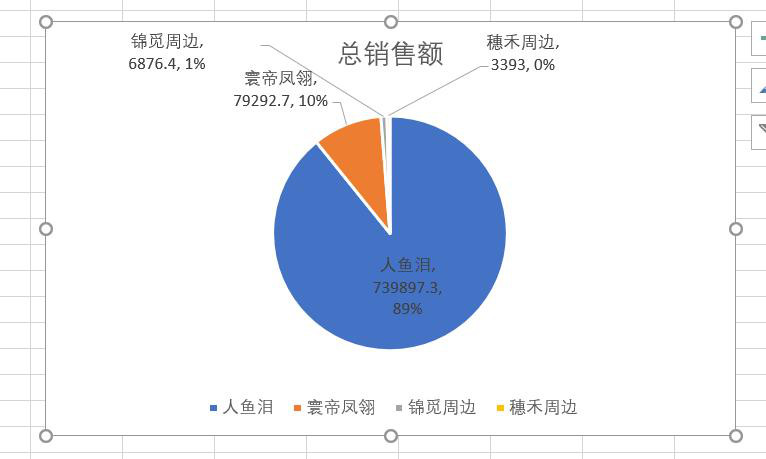 总销售额
锦觅周边,
6876.4, 1%
寰帝凤翎,
79292.7, 10%
穗禾周边,
3393, 0%
人鱼泪,
739897.3,
89%
人鱼泪 寰帝凤翎 锦觅周边 穗禾周边